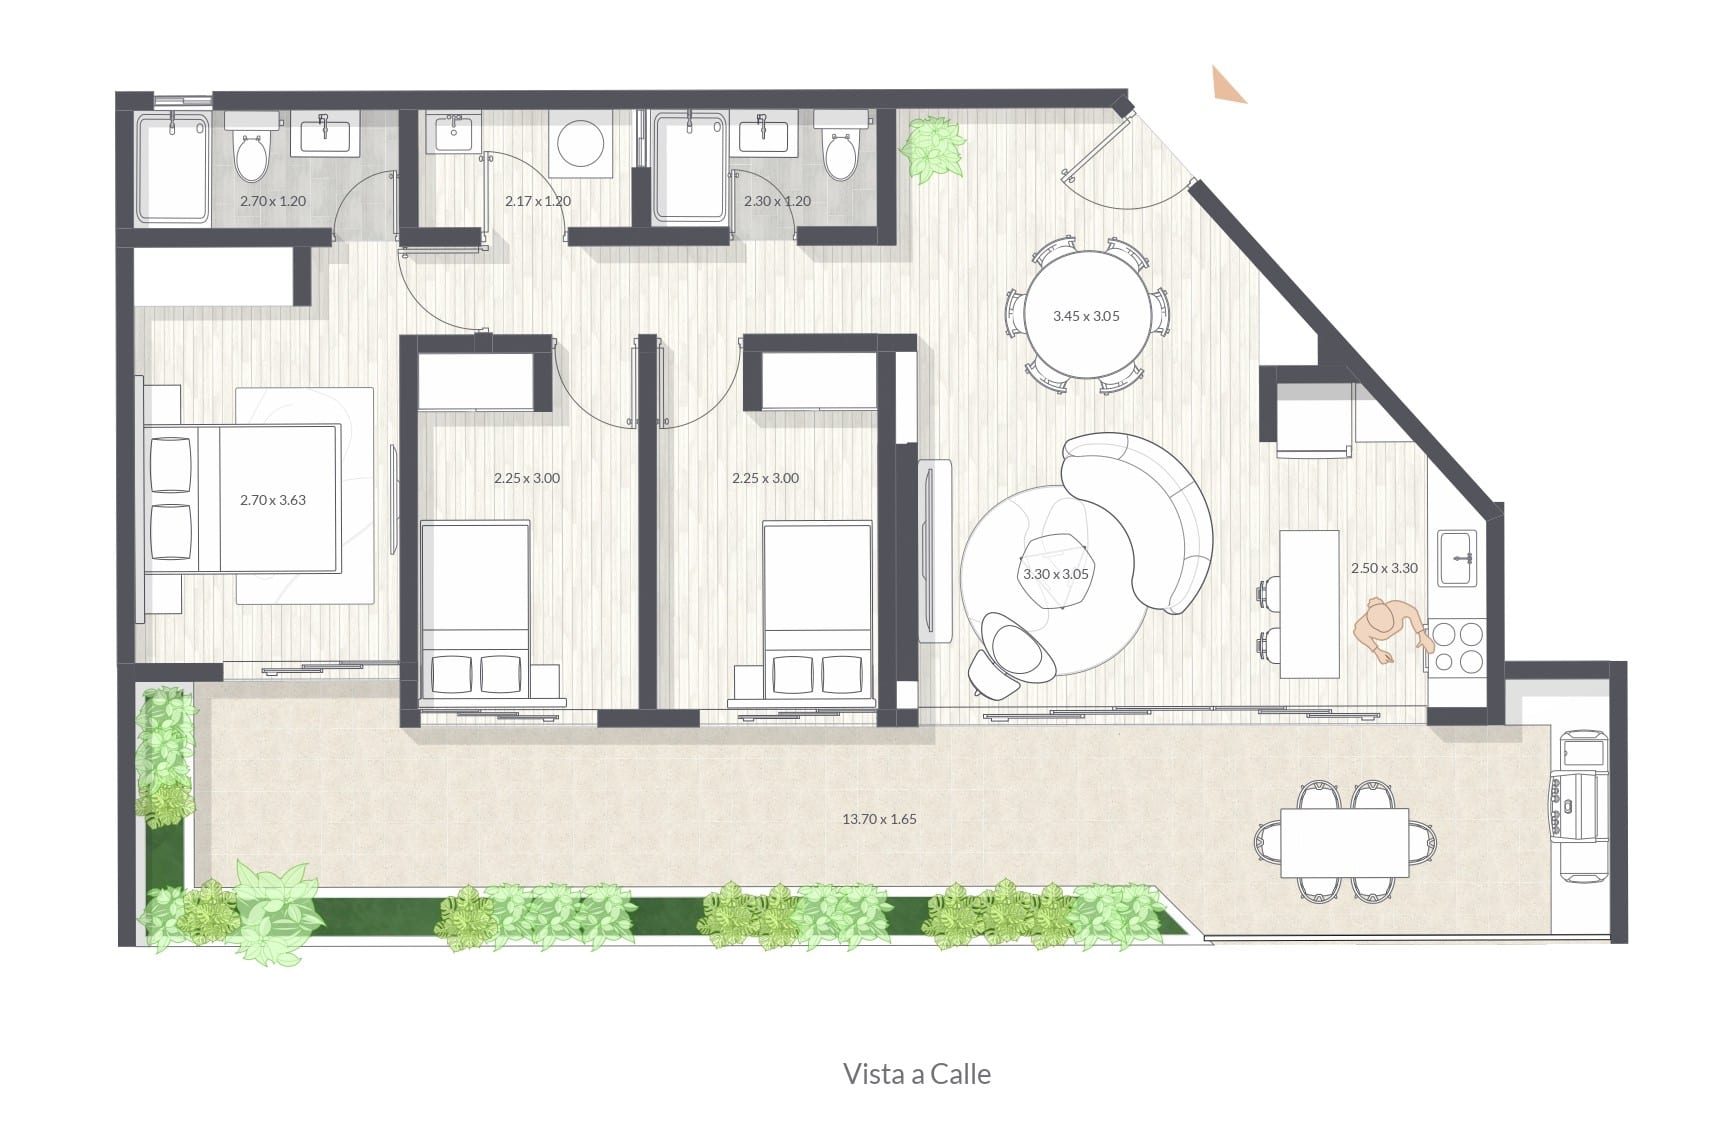 2.70 x 1.20
2.17 x 1.20
2.30 x 1.20
3.45 x 3.05
2.25 x 3.00
2.25 x 3.00
2.70 x 3.63
3.30 x 3.05
2.50 x 3.30
13.70 x 1.65
Vista a Calle